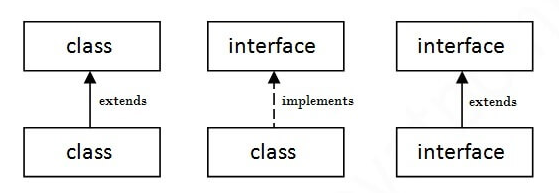 class interface interface
extends implements extends
class class interface